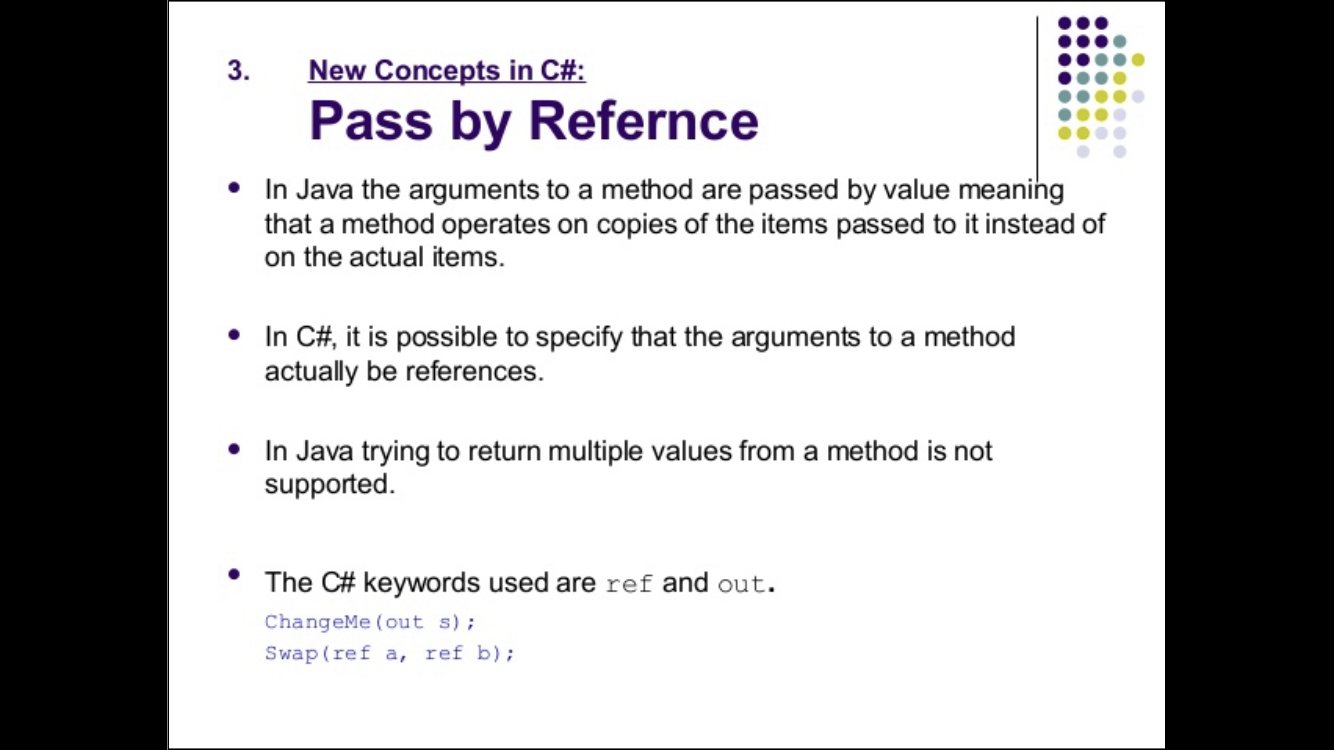 3. New Concepts in C#:
Pass by Refernce
• In Java the arguments to a method are passed by value meaning
that a method operates on copies of the items passed to it instead of
on the actual items.
• In C#, it is possible to specify that the arguments to a method
actually be references.
• In Java trying to return multiple values from a method is not
supported.
• The C# keywords used are ref and out.
ChangeMe(out s);
Swap(ref a, ref b);